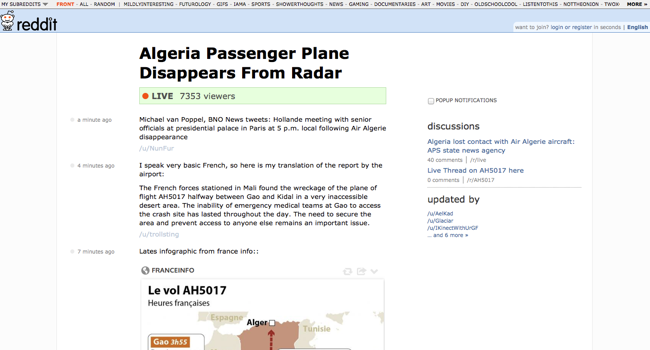 MY SUBREDDITS FRONT - ALL - RANDOM | MILDLYINTERESTING - FUTUROLOGY - GIFS - IAMA - SPORTS - SHOWERTHOUGHTS - NEWS - GAMING - DOCUMENTARIES - ART - MOVIES - DIY - OLDSCHOOLCOOL - LISTENTOTHIS - NOTTHEONION - TWOX MORE »
reddit
want to join? login or register in seconds | English
Algeria Passenger Plane
Disappears From Radar
LIVE 7353 viewers
POPUP NOTIFICATIONS
a minute ago
Michael van Poppel, BNO News tweets: Hollande meeting with senior
officials at presidential palace in Paris at 5 p.m. local following Air Algerie
disappearance
/u/NunFur
discussions
Algeria lost contact with Air Algerie aircraft:
APS state news agency
40 comments | /r/live
Live Thread on AH5017 here
0 comments | /r/AH5017
4 minutes ago
I speak very basic French, so here is my translation of the report by the
airport:
The French forces stationed in Mali found the wreckage of the plane of
flight AH5017 halfway between Gao and Kidal in a very inaccessible
desert area. The inability of emergency medical teams at Gao to access
the crash site has lasted throughout the day. The need to secure the
area and prevent access to anyone else remains an important issue.
/u/trollating
updated by
/u/AelKad
/u/Glaciar
/u/IKinectWithUrGF
... and 6 more »
7 minutes ago
Lates infographic from france info::
FRANCEINFO
Le vol AH5017
Heures françaises
Espagne
Alger
Tunisie
Gao 3h55